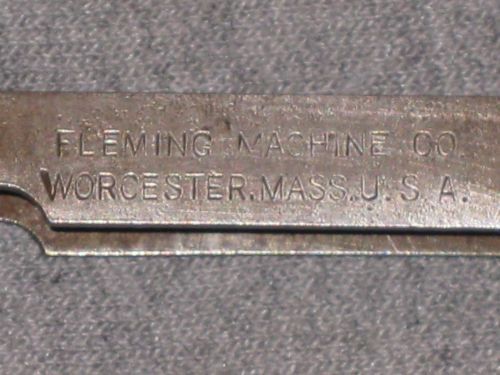 FLEMING MACHINE CO
WORCESTER.MASS.U.S.A.